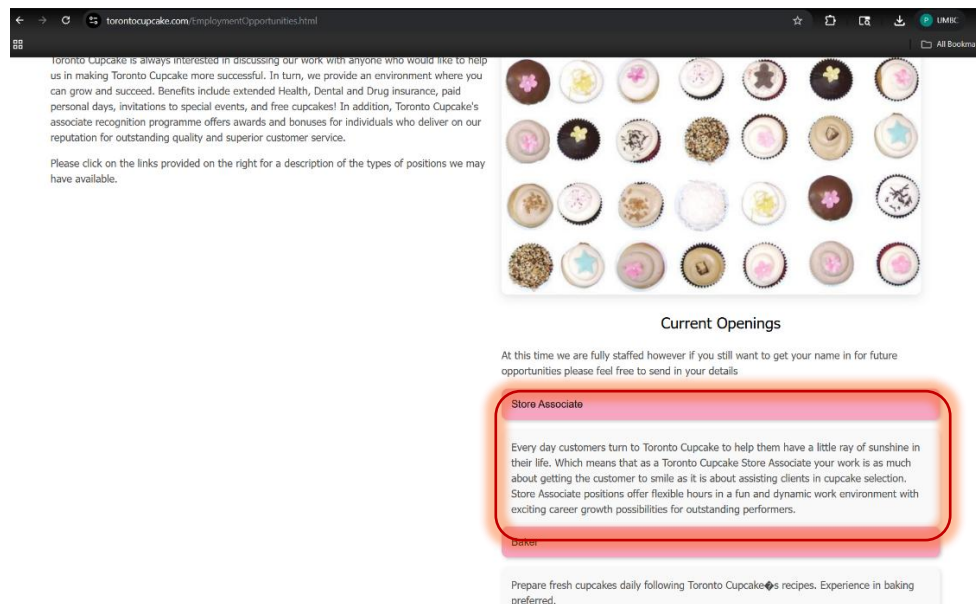 torontocupcake.com/EmploymentOpportunities.html
UMBC
All Bookma
Toronto Cupcake is always interested in discussing our work with anyone who would like to help
us in making Toronto Cupcake more successful. In turn, we provide an environment where you
can grow and succeed. Benefits include extended Health, Dental and Drug insurance, paid
personal days, invitations to special events, and free cupcakes! In addition, Toronto Cupcake's
associate recognition programme offers awards and bonuses for individuals who deliver on our
reputation for outstanding quality and superior customer service.
Please click on the links provided on the right for a description of the types of positions we may
have available.
Current Openings
At this time we are fully staffed however if you still want to get your name in for future
opportunities please feel free to send in your details
Store Associate
Every day customers turn to Toronto Cupcake to help them have a little ray of sunshine in
their life. Which means that as a Toronto Cupcake Store Associate your work is as much
about getting the customer to smile as it is about assisting clients in cupcake selection.
Store Associate positions offer flexible hours in a fun and dynamic work environment with
exciting career growth possibilities for outstanding performers.
Baker
Prepare fresh cupcakes daily following Toronto Cupcake�s recipes. Experience in baking
preferred.